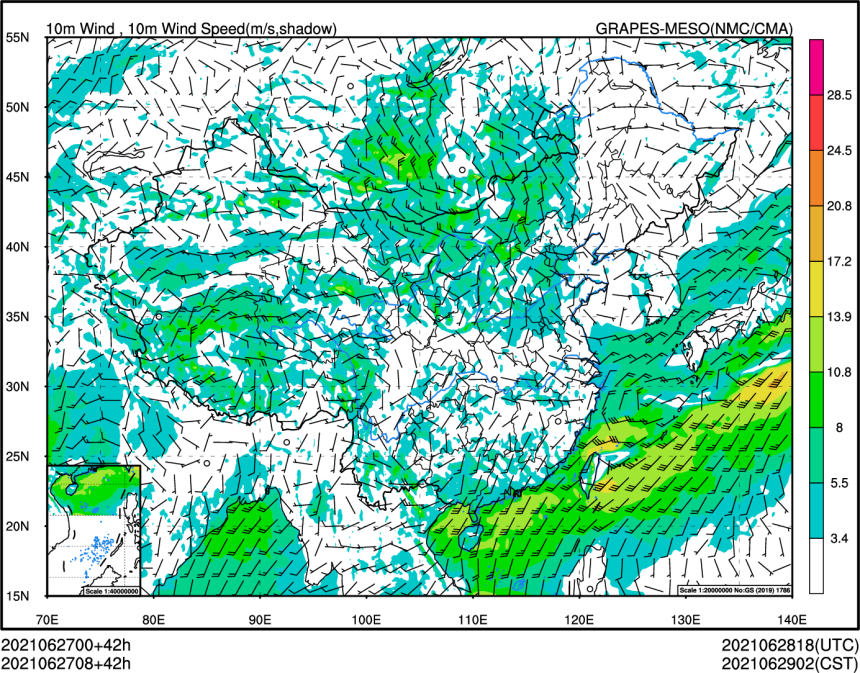 10m Wind , 10m Wind Speed(m/s,shadow) GRAPES-MESO(NMC/CMA)
55N
50N
45N
40N
35N
30N
25N
20N
15N
70E 80E 90E 100E 110E 120E 130E 140E
28.5
24.5
20.8
17.2
13.9
10.8
8
5.5
3.4
Scale 1:40000000
Scale 1:20000000 No:GS (2019) 1786
2021062700+42h 2021062818(UTC)
2021062708+42h 2021062902(CST)